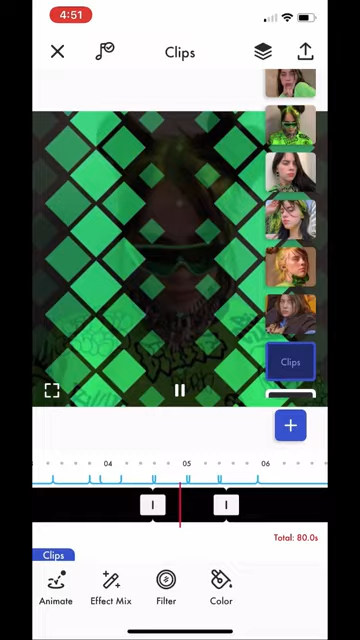 4:51
Clips
Clips
04
05
06
Total: 80.0s
Clips
Animate
Effect Mix
Filter
Color